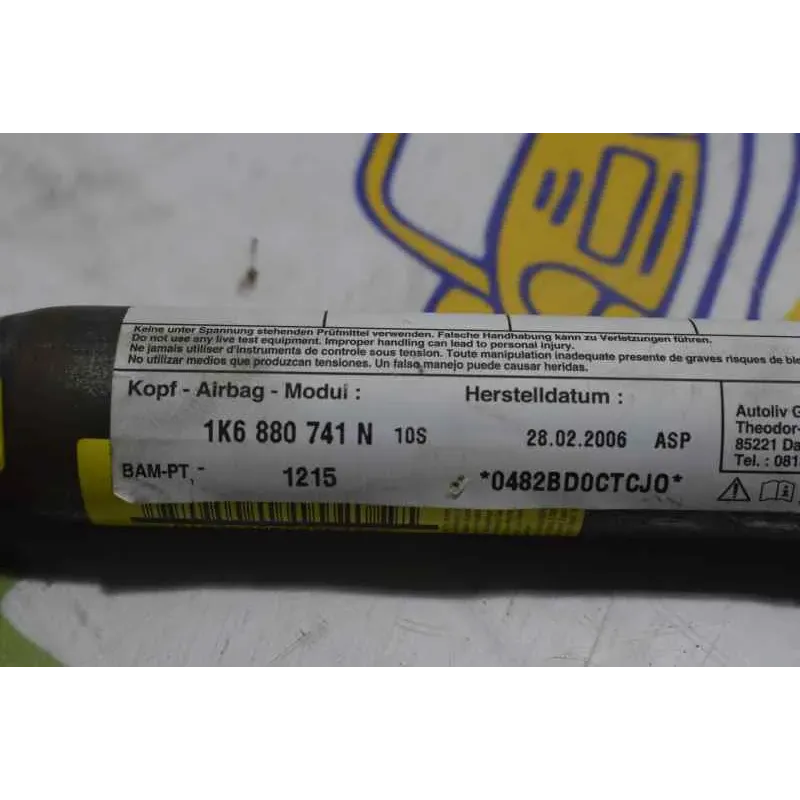 Keine unter Spannung stehenden Prüfmittel verwenden. Falsche Handhabung kann zu Verletzungen führen.
Do not use any live test equipment. Improper handling can lead to personal injury.
Ne jamais utiliser d'instruments de controle sous tension. Toute manipulation inadequate presente de graves risques de
No utilizar medios que produzcan tensiones. Un falso manejo puede causar heridas.
Kopf - Airbag - Modul : Herstelldatum :
1K6 880 741 N 10S 28.02.2006 ASP
BAM-PT,- 1215 *0482BD0CTCJ0*
Autoliv G
Theodor-
85221 Da
Tel. : 081